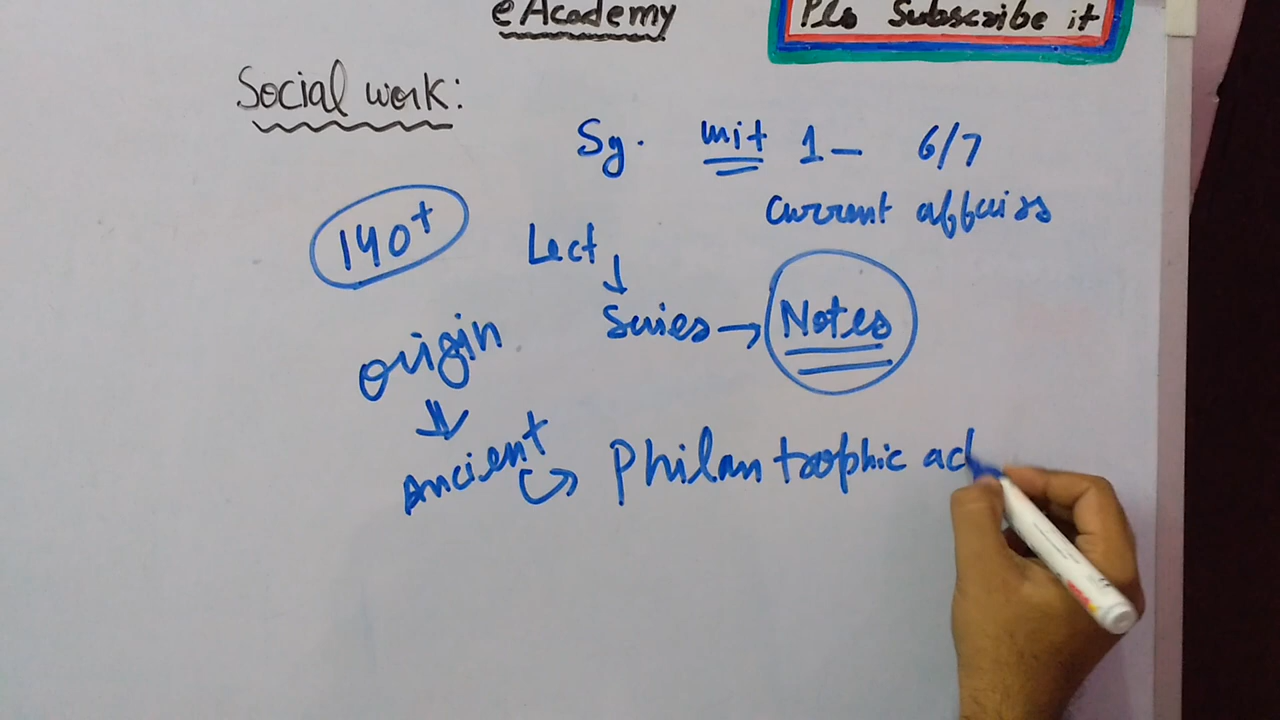 eAcademy
Pls Subscribe it
Social work:
Sy. mit 1 - 6/7
Current affairs
140+
Lect
Series → Notes
origin
Ancient
Philantrophic ac